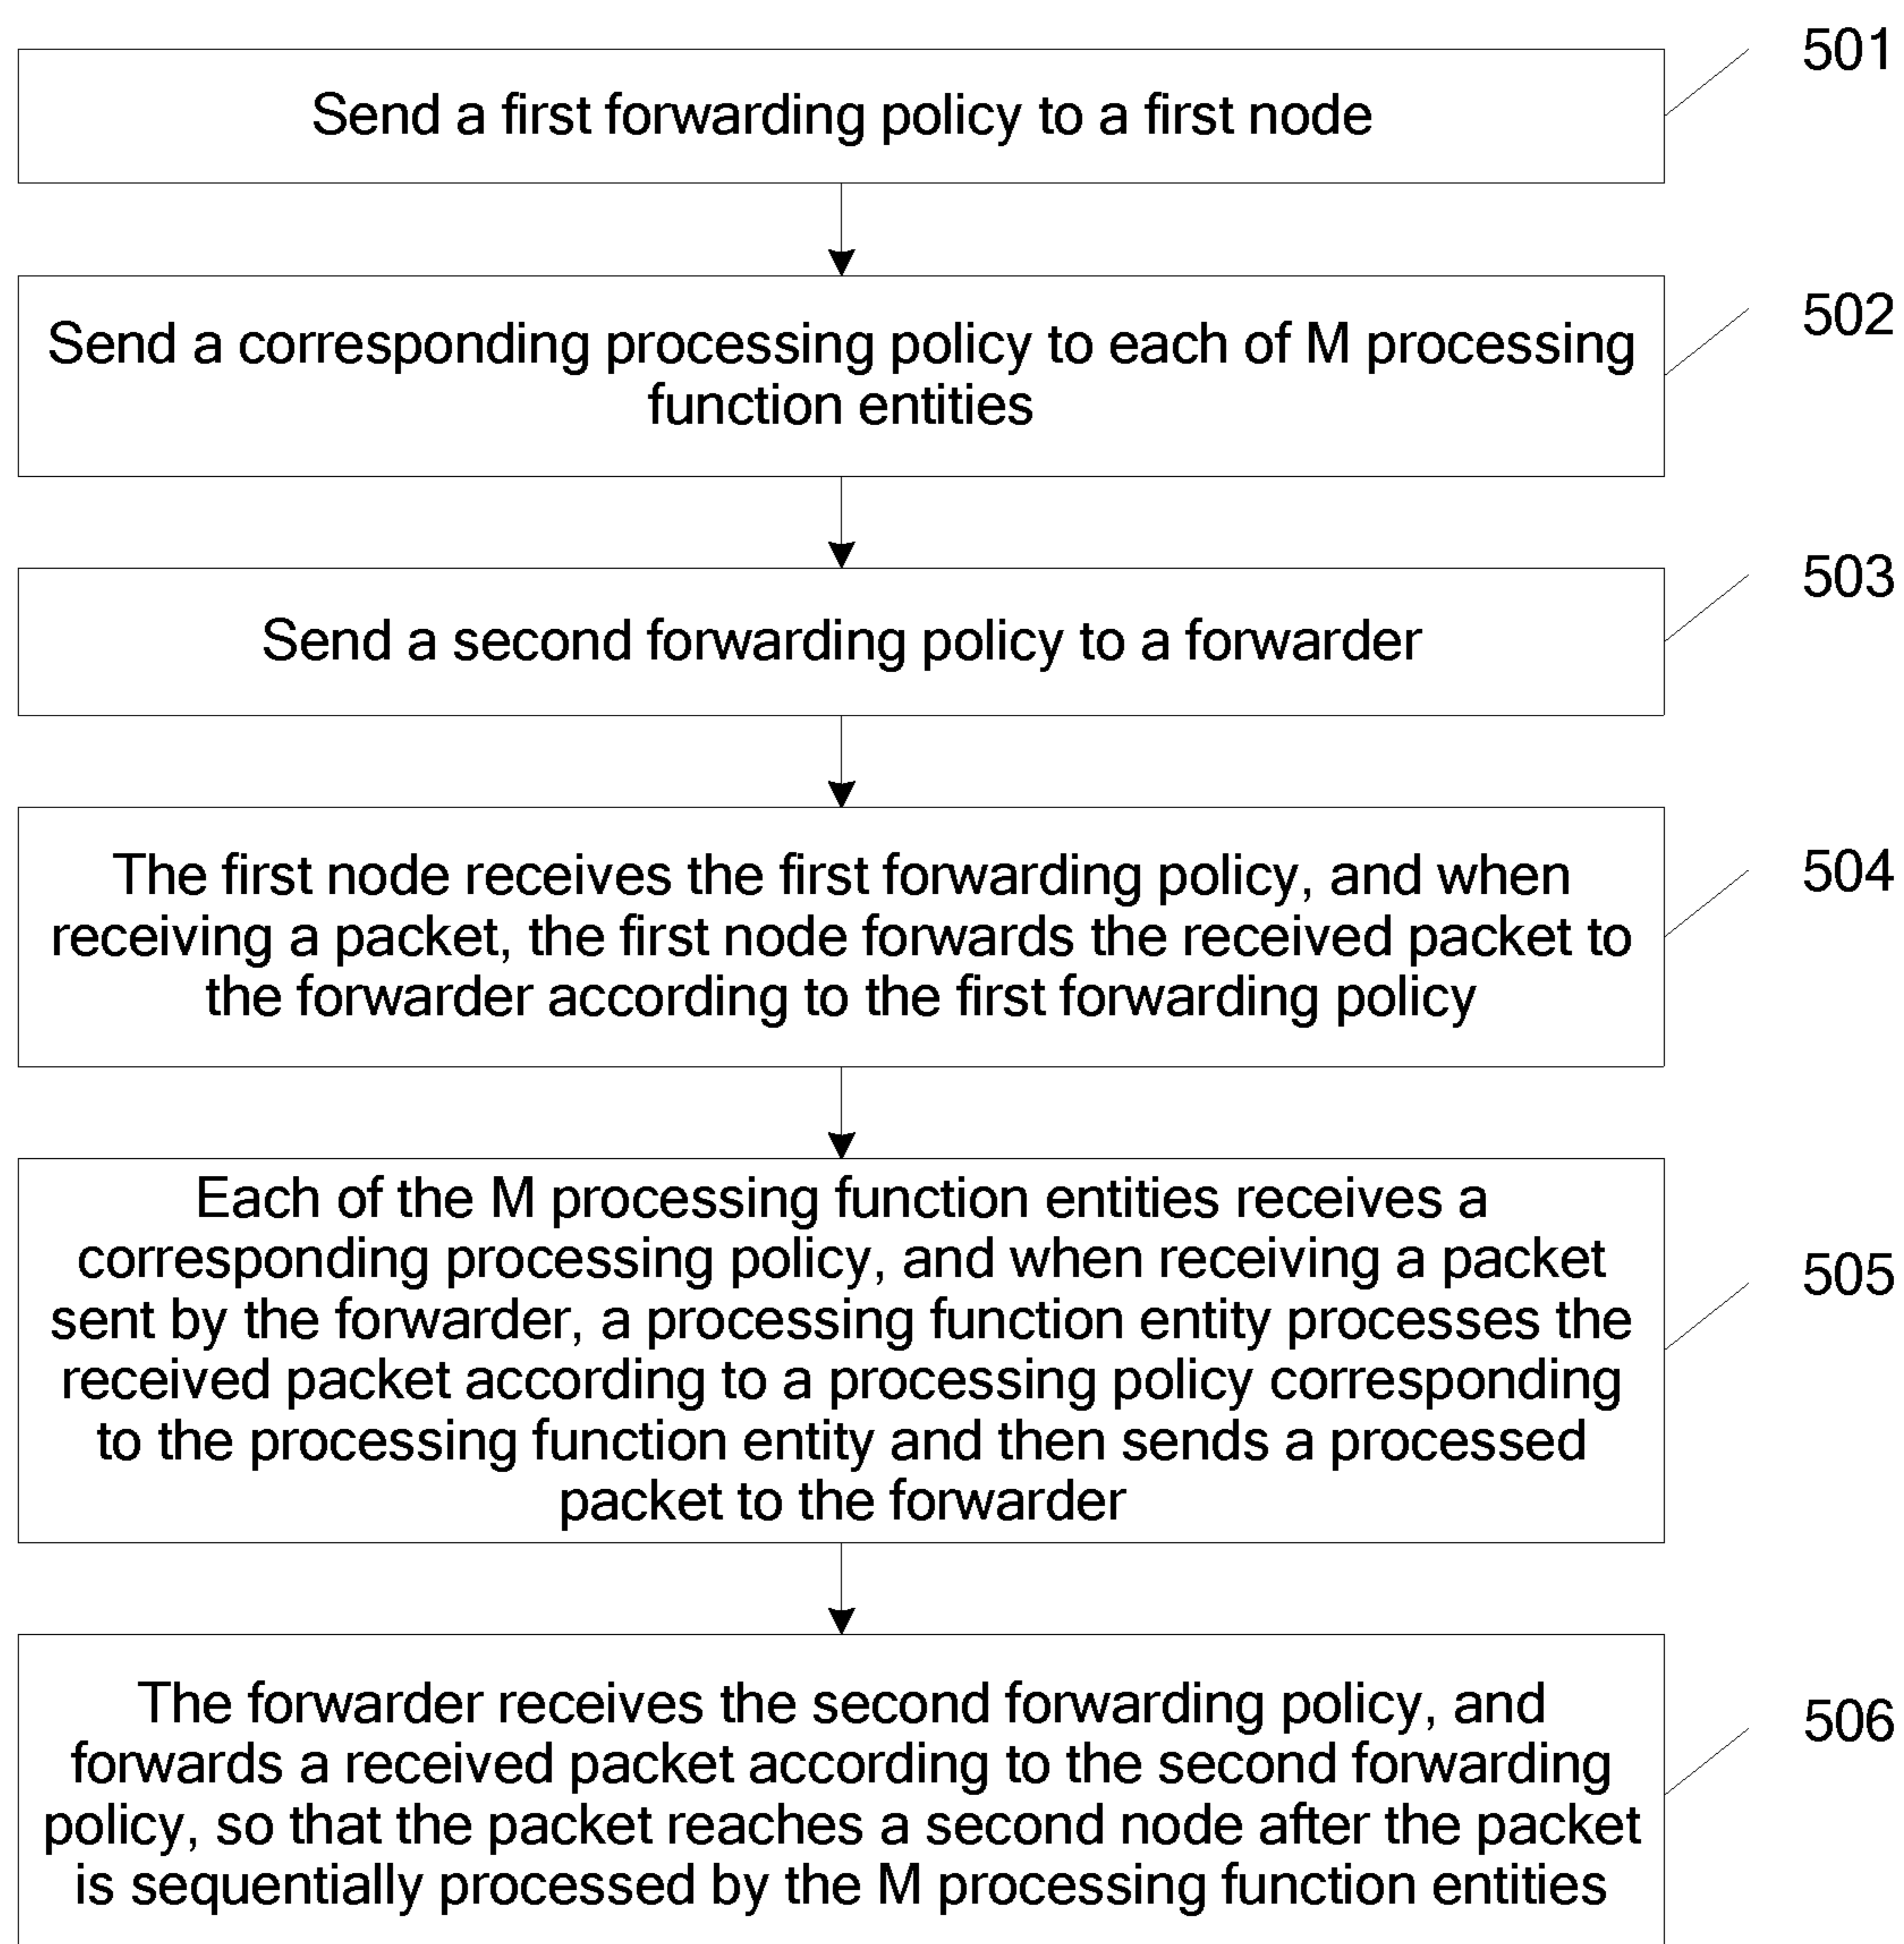 501
Send a first forwarding policy to a first node
502
Send a corresponding processing policy to each of M processing
function entities
503
Send a second forwarding policy to a forwarder
504
The first node receives the first forwarding policy, and when
receiving a packet, the first node forwards the received packet to
the forwarder according to the first forwarding policy
505
Each of the M processing function entities receives a
corresponding processing policy, and when receiving a packet
sent by the forwarder, a processing function entity processes the
received packet according to a processing policy corresponding
to the processing function entity and then sends a processed
packet to the forwarder
506
The forwarder receives the second forwarding policy, and
forwards a received packet according to the second forwarding
policy, so that the packet reaches a second node after the packet
is sequentially processed by the M processing function entities